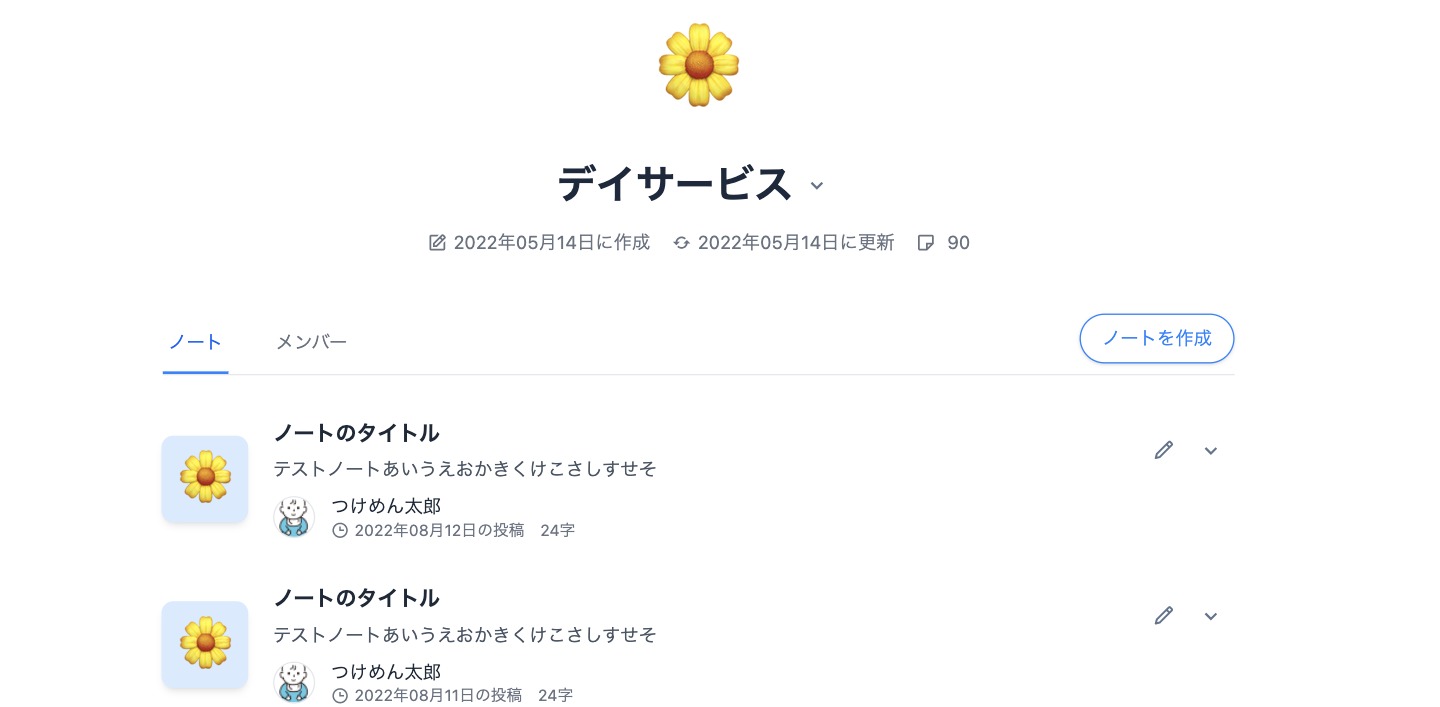 デイサービス
2022年05月14日に作成 2022年05月14日に更新 90
ノート メンバー ノートを作成
ノートのタイトル
テストノートあいうえおかきくけこさしすせそ
つけめん太郎
2022年08月12日の投稿 24字
ノートのタイトル
テストノートあいうえおかきくけこさしすせそ
つけめん太郎
2022年08月11日の投稿 24字